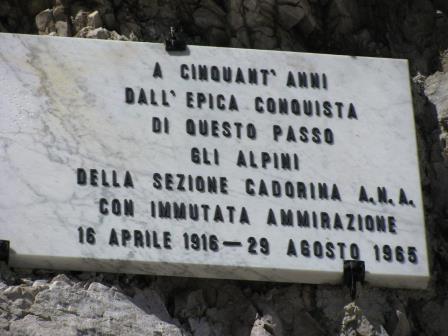 A CINQUANT' ANNI
DALL' EPICA CONQUISTA
DI QUESTO PASSO
GLI ALPINI
DELLA SEZIONE CADORINA A.N.A.
CON IMMUTATA AMMIRAZIONE
16 APRILE 1916 — 29 AGOSTO 1965